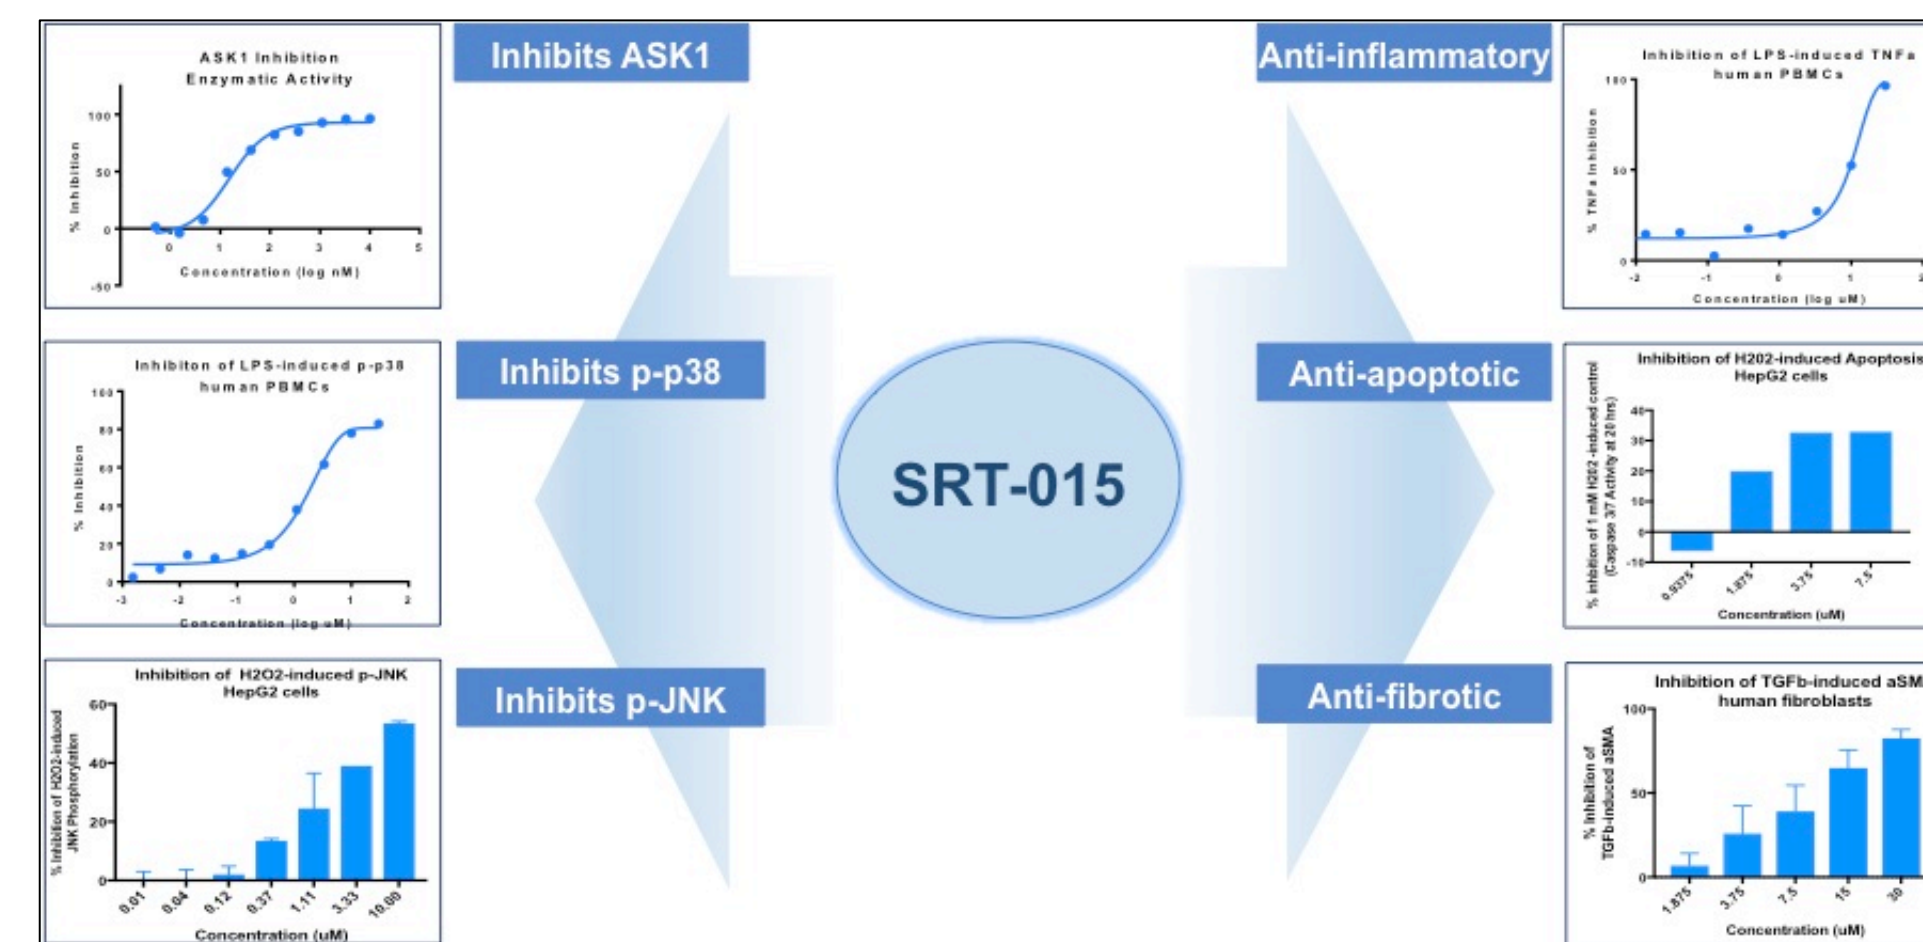 ASK1 Inhibition
Enzymatic Activity
% Inhibition
100
50
0
-50
0 1 2 3 4 5
Concentration (log nM)
Inhibits ASK1
Inhibiton of LPS-induced p-p38
human PBMCs
% Inhibition
100
80
60
40
20
0
-3 -2 -1 0 1 2
Concentration (log uM)
Inhibits p-p38
Inhibition of H2O2-induced p-JNK
HepG2 cells
% Inhibition of H2O2-induced
JNK Phosphorylation
60
40
20
0
0.01 0.04 0.12 0.37 1.11 3.33 10.00
Concentration (uM)
Inhibits p-JNK
SRT-015
Anti-inflammatory
Inhibition of LPS-induced TNFa
human PBMCs
% TNFa Inhibition
100
50
0
-2 -1 0 1 2
Concentration (log uM)
Anti-apoptotic
Inhibition of H202-induced Apoptosis
HepG2 cells
% inhbition of 1 mM H202-induced control
(Caspase 3/7 Activity at 20 hrs)
40
30
20
10
0
-10
0.9375 1.875 3.75 7.5
Concentration (uM)
Anti-fibrotic
Inhibition of TGFb-induced aSM
human fibroblasts
% Inhibition of
TGFb-induced aSMA
100
50
0
1.875 3.75 7.5 15 30
Concentration (uM)